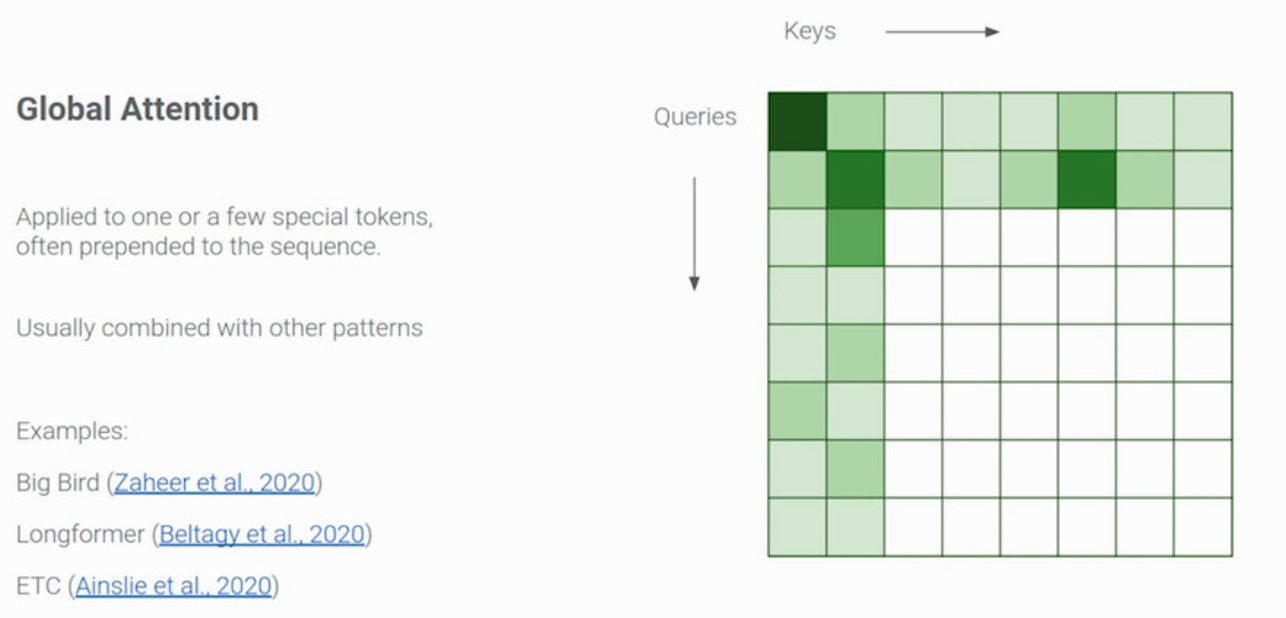 Keys
Global Attention
Queries
Applied to one or a few special tokens,
often prepended to the sequence.
Usually combined with other patterns
Examples:
Big Bird (Zaheer et al., 2020)
Longformer (Beltagy et al., 2020)
ETC (Ainslie et al., 2020)